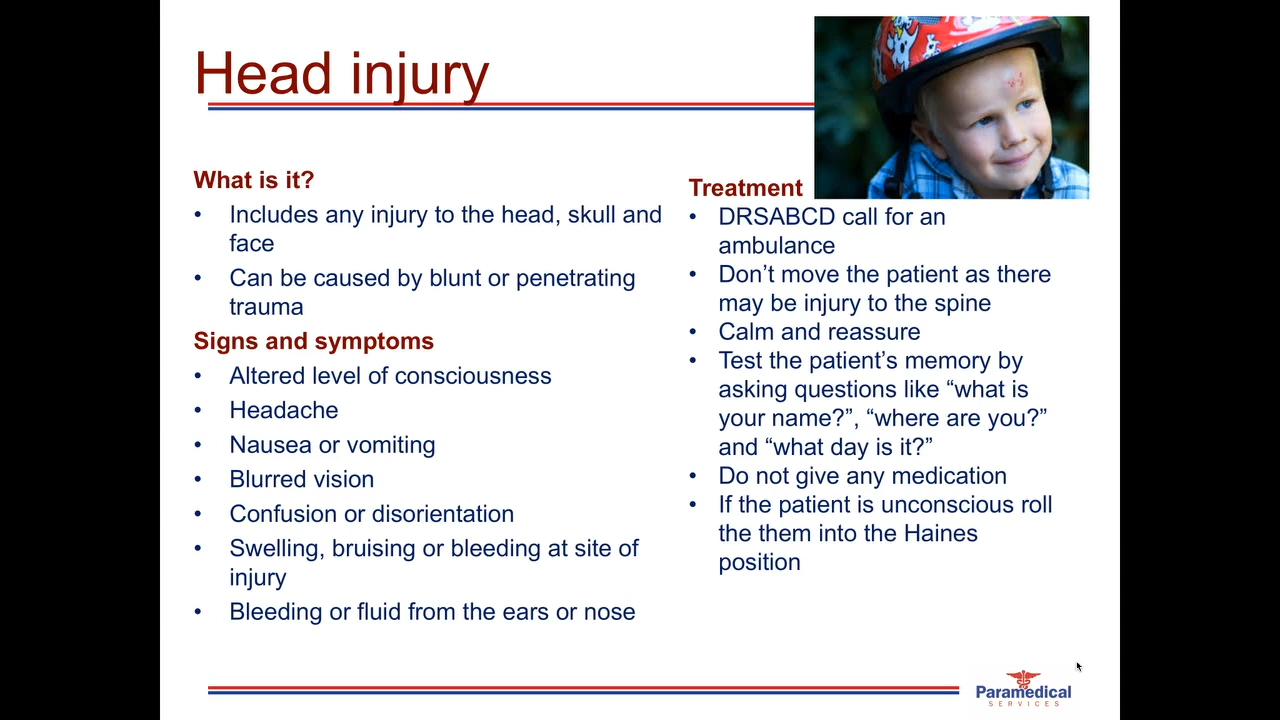 Head injury
What is it?
• Includes any injury to the head, skull and
face
• Can be caused by blunt or penetrating
trauma
Signs and symptoms
• Altered level of consciousness
• Headache
• Nausea or vomiting
• Blurred vision
• Confusion or disorientation
• Swelling, bruising or bleeding at site of
injury
• Bleeding or fluid from the ears or nose
Treatment
• DRSABCD call for an
ambulance
• Don’t move the patient as there
may be injury to the spine
• Calm and reassure
• Test the patient’s memory by
asking questions like “what is
your name?”, “where are you?”
and “what day is it?”
• Do not give any medication
• If the patient is unconscious roll
the them into the Haines
position
Paramedical
SERVICES